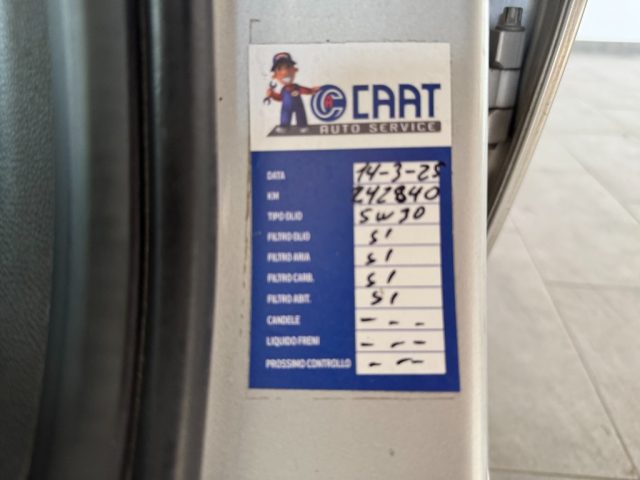 CAAT
AUTO SERVICE
DATA 14-3-25
KM 242840
TIPO OLIO 5W30
FILTRO OLIO SI
FILTRO ARIA SI
FILTRO CARB. SI
FILTRO ABIT. SI
CANDELE - - -
LIQUIDO FRENI - - -
PROSSIMO CONTROLLO - - -